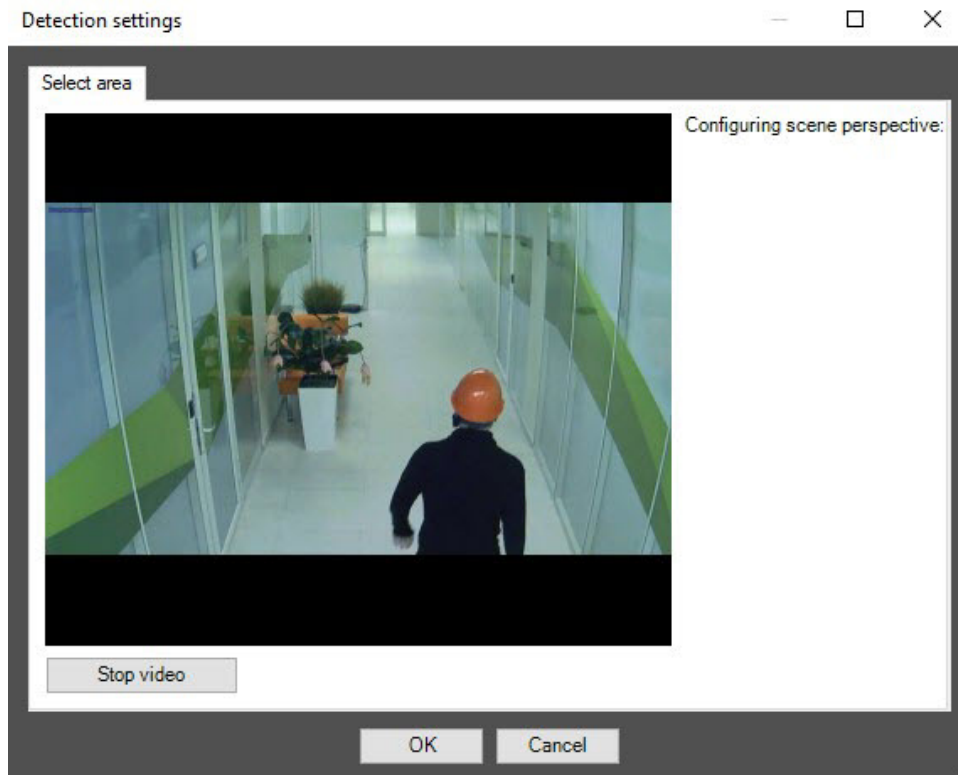 Detection settings
Select area
Configuring scene perspective:
Stop video
OK
Cancel